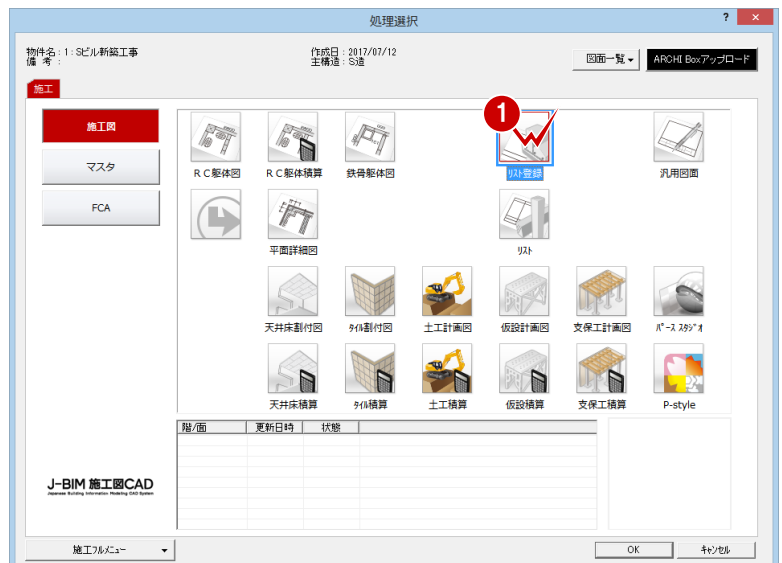 処理選択
? ×
物件名:1:Sビル新築工事
備 考 :
作成日:2017/07/12
主構造:S造
図面一覧
ARCHI Boxアップロード
施工
施工図
マスタ
FCA
1
RC躯体図
RC躯体積算
鉄骨躯体図
リスト登録
汎用図面
平面詳細図
リスト
天井床割付図
タイル割付図
土工計画図
仮設計画図
支保工計画図
パース スタジオ
天井床積算
タイル積算
土工積算
仮設積算
支保工積算
P-style
階/面
更新日時
状態
J-BIM 施工図CAD
Japanese Building Information Modeling CAD System
施工フルメニュー
OK
キャンセル